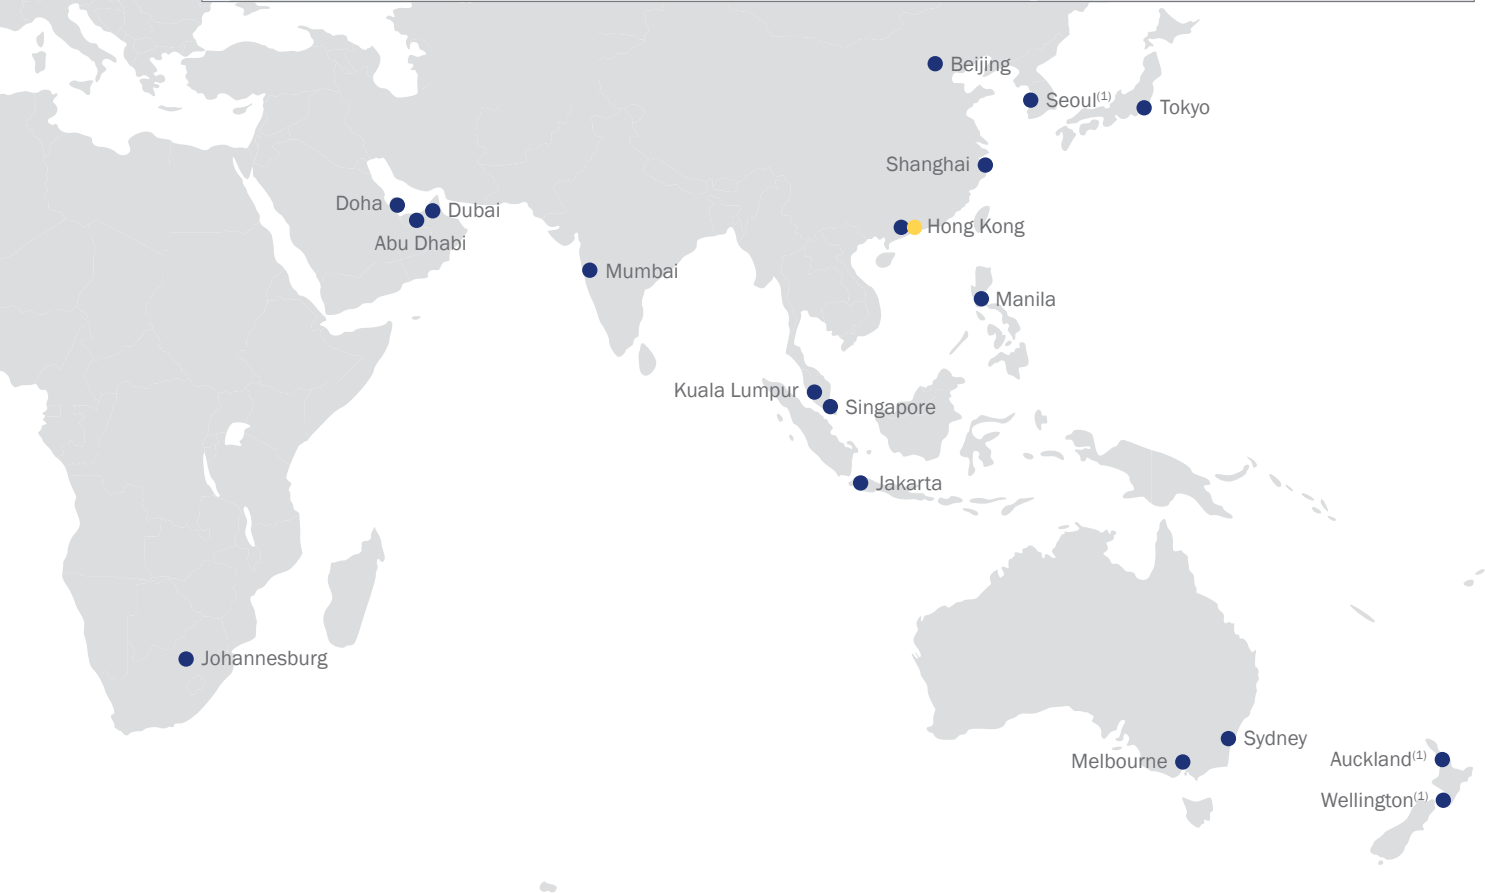 Beijing
Seoul(1)
Tokyo
Shanghai
Doha
Dubai
Hong Kong
Abu Dhabi
Mumbai
Manila
Kuala Lumpur
Singapore
Jakarta
Johannesburg
Sydney
Melbourne
Auckland(1)
Wellington(1)